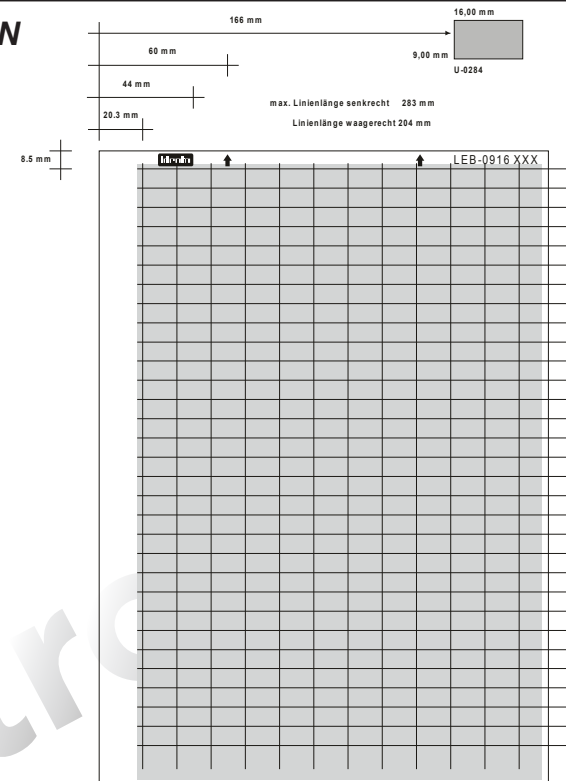 N
166 mm
16,00 mm
60 mm
9,00 mm
U-0284
44 mm
max. Linienlänge senkrecht 283 mm
20.3 mm
Linienlänge waagerecht 204 mm
8.5 mm
LEB-0916 XXX
tro